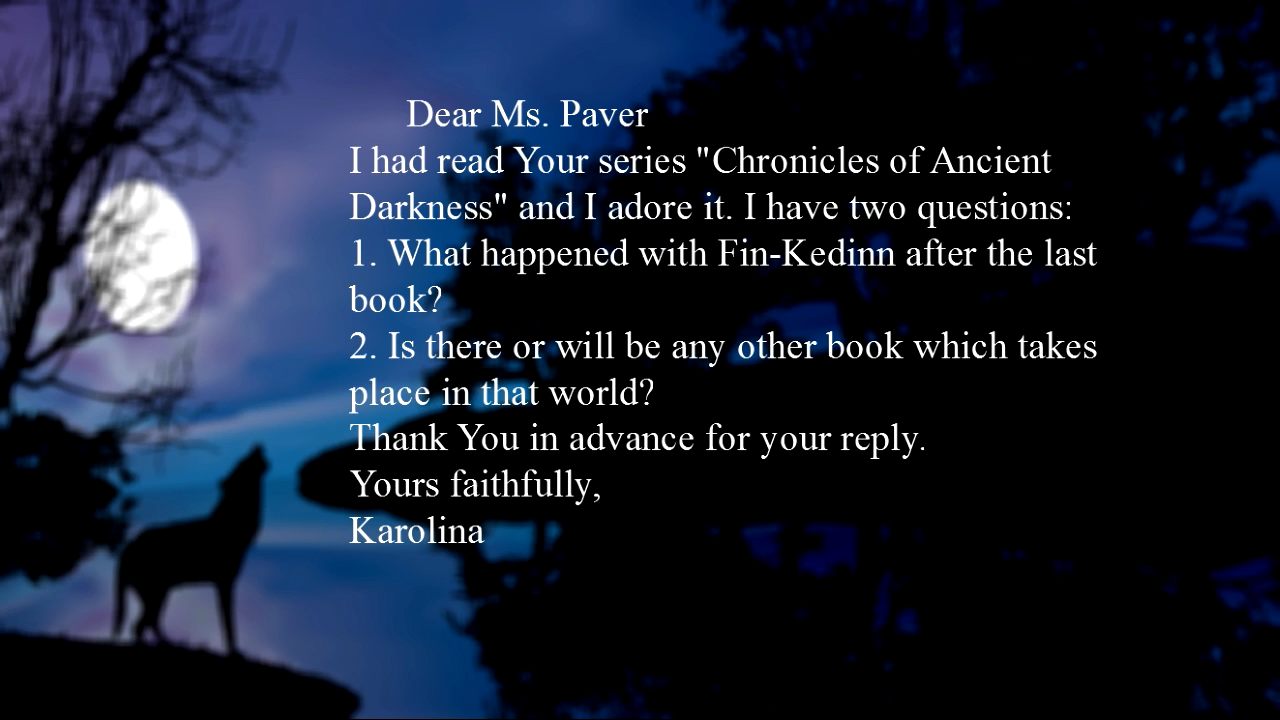 Dear Ms. Paver
I had read Your series "Chronicles of Ancient
Darkness" and I adore it. I have two questions:
1. What happened with Fin-Kedinn after the last
book?
2. Is there or will be any other book which takes
place in that world?
Thank You in advance for your reply.
Yours faithfully,
Karolina